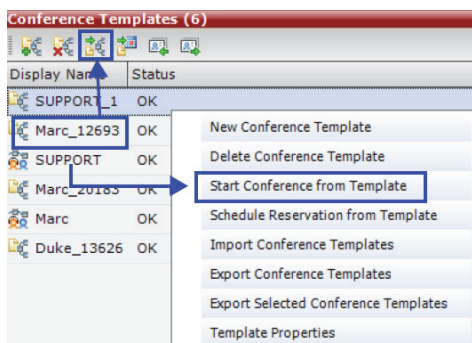 Conference Templates (6)
Display Name Status
SUPPORT_1 OK
Marc_12693 OK
SUPPORT OK
Marc_20183 OK
Marc OK
Duke_13626 OK
New Conference Template
Delete Conference Template
Start Conference from Template
Schedule Reservation from Template
Import Conference Templates
Export Conference Templates
Export Selected Conference Templates
Template Properties